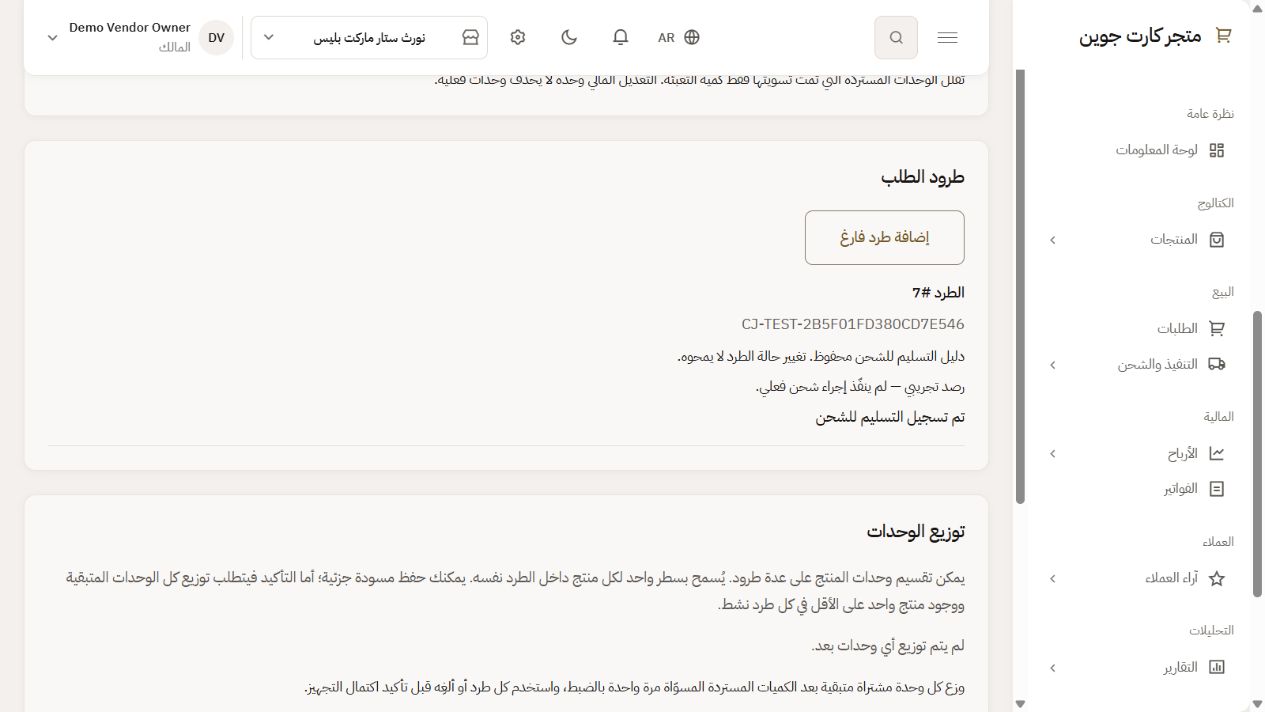 متجر كارت جوين
نظرة عامة
لوحة المعلومات
الكتالوج
المنتجات
البيع
الطلبات
التنفيذ والشحن
المالية
الأرباح
الفواتير
العملاء
آراء العملاء
التحليلات
التقارير
AR
نورث ستار ماركت بليس
DV
Demo Vendor Owner
المالك
تقلل الوحدات المستردة التي تمت تسويتها فقط كمية التعبئة. التعديل المالي وحده لا يحذف وحدات فعلية.
طرود الطلب
إضافة طرد فارغ
الطرد #7
CJ-TEST-2B5F01FD380CD7E546
دليل التسليم للشحن محفوظ. تغيير حالة الطرد لا يمحوه.
رصد تجريبي — لم ينفّذ إجراء شحن فعلي.
تم تسجيل التسليم للشحن
توزيع الوحدات
يمكن تقسيم وحدات المنتج على عدة طرود. يُسمح بسطر واحد لكل منتج داخل الطرد نفسه. يمكنك حفظ مسودة جزئية؛ أما التأكيد فيتطلب توزيع كل الوحدات المتبقية
ووجود منتج واحد على الأقل في كل طرد نشط.
لم يتم توزيع أي وحدات بعد.
وزع كل وحدة مشتراة متبقية بعد الكميات المستردة المسوّاة مرة واحدة بالضبط، واستخدم كل طرد أو ألغِه قبل تأكيد اكتمال التجهيز.